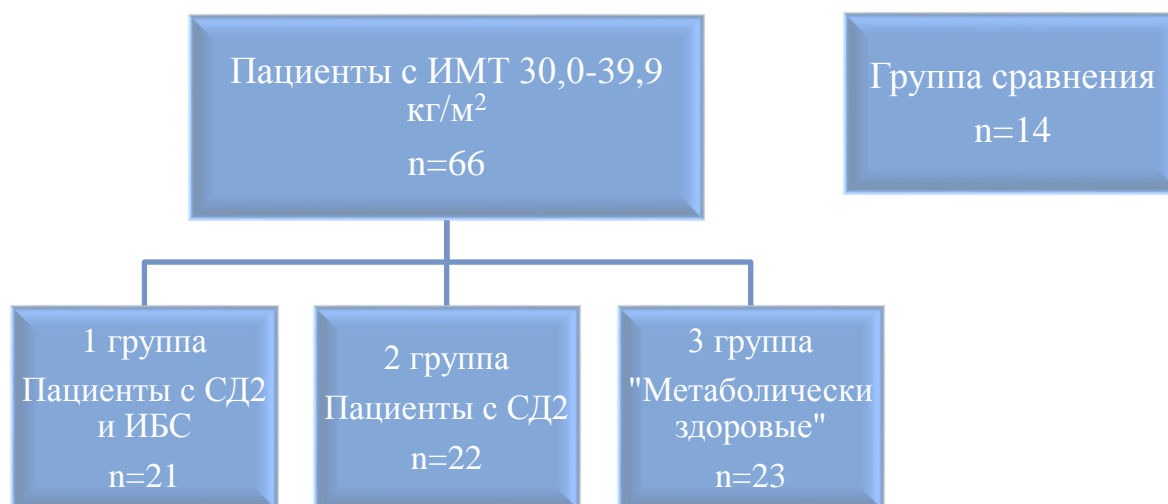 Пациенты с ИМТ 30,0-39,9
кг/м²
n=66
Группа сравнения
n=14
1 группа
Пациенты с СД2
и ИБС
n=21
2 группа
Пациенты с СД2
n=22
3 группа
"Метаболически
здоровые"
n=23